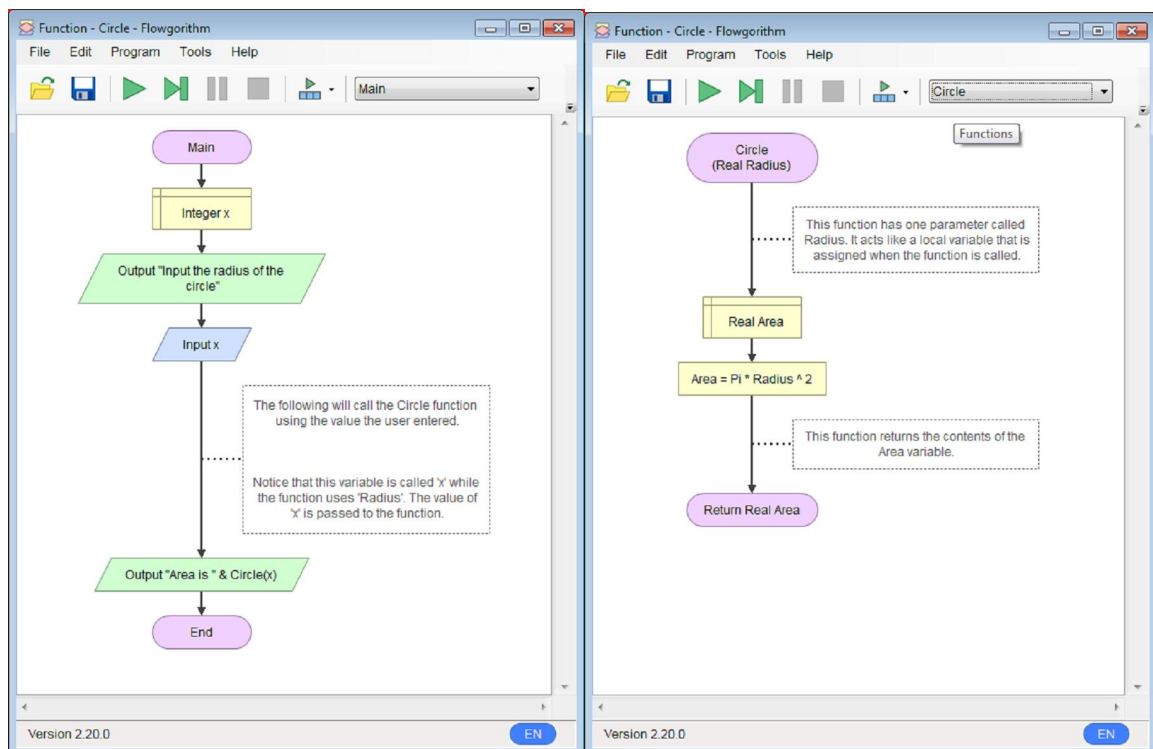 Function - Circle - Flowgorithm
File Edit Program Tools Help
Main
Main
Integer x
Output "Input the radius of the
circle"
Input x
The following will call the Circle function
using the value the user entered.
Notice that this variable is called 'x' while
the function uses 'Radius'. The value of
'x' is passed to the function.
Output "Area is " & Circle(x)
End
Version 2.20.0
EN
Function - Circle - Flowgorithm
File Edit Program Tools Help
Circle
Functions
Circle
(Real Radius)
This function has one parameter called
Radius. It acts like a local variable that is
assigned when the function is called.
Real Area
Area = Pi * Radius ^ 2
This function returns the contents of the
Area variable.
Return Real Area
Version 2.20.0
EN